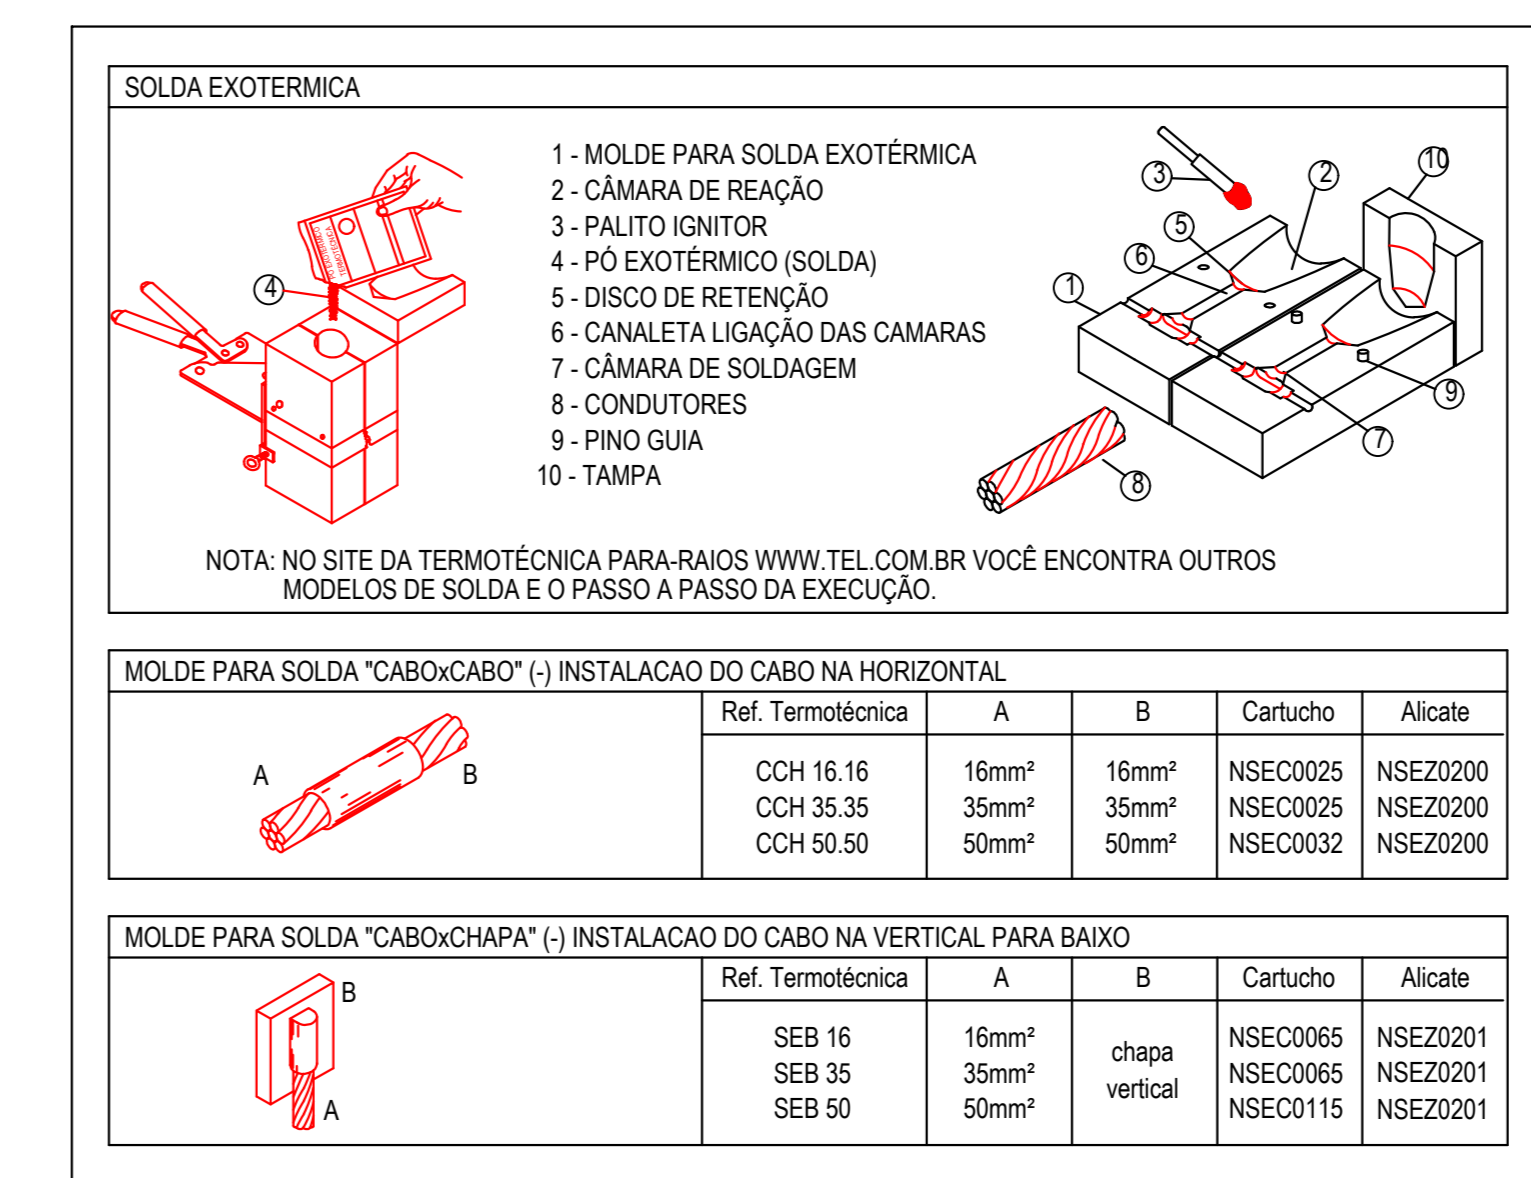 SOLDA EXOTERMICA
1 - MOLDE PARA SOLDA EXOTÉRMICA
2 - CÂMARA DE REAÇÃO
3 - PALITO IGNITOR
4 - PÓ EXOTÉRMICO (SOLDA)
5 - DISCO DE RETENÇÃO
6 - CANALETA LIGAÇÃO DAS CAMARAS
7 - CÂMARA DE SOLDAGEM
8 - CONDUTORES
9 - PINO GUIA
10 - TAMPA
PÓ EXOTÉRMICO
TERMOTÉCNICA
4
3
2
10
5
6
1
9
7
8
NOTA: NO SITE DA TERMOTÉCNICA PARA-RAIOS WWW.TEL.COM.BR VOCÊ ENCONTRA OUTROS
MODELOS DE SOLDA E O PASSO A PASSO DA EXECUÇÃO.
MOLDE PARA SOLDA "CABOxCABO" (-) INSTALACAO DO CABO NA HORIZONTAL
A B
Ref. Termotécnica A B Cartucho Alicate
CCH 16.16 16mm² 16mm² NSEC0025 NSEZ0200
CCH 35.35 35mm² 35mm² NSEC0025 NSEZ0200
CCH 50.50 50mm² 50mm² NSEC0032 NSEZ0200
MOLDE PARA SOLDA "CABOxCHAPA" (-) INSTALACAO DO CABO NA VERTICAL PARA BAIXO
B
A
Ref. Termotécnica A B Cartucho Alicate
SEB 16 16mm² chapa vertical NSEC0065 NSEZ0201
SEB 35 35mm² NSEC0065 NSEZ0201
SEB 50 50mm² NSEC0115 NSEZ0201